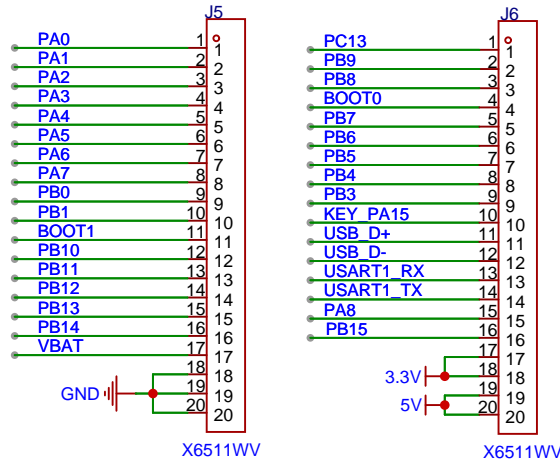 J5
PA0 1 1
PA1 2 2
PA2 3 3
PA3 4 4
PA4 5 5
PA5 6 6
PA6 7 7
PA7 8 8
PB0 9 9
PB1 10 10
BOOT1 11 11
PB10 12 12
PB11 13 13
PB12 14 14
PB13 15 15
PB14 16 16
VBAT 17 17
18 18
GND 19 19
20 20
X6511WV
J6
PC13 1 1
PB9 2 2
PB8 3 3
BOOT0 4 4
PB7 5 5
PB6 6 6
PB5 7 7
PB4 8 8
PB3 9 9
KEY_PA15 10 10
USB_D+ 11 11
USB_D- 12 12
USART1_RX 13 13
USART1_TX 14 14
PA8 15 15
PB15 16 16
17 17
3.3V 18 18
19 19
5V 20 20
X6511WV